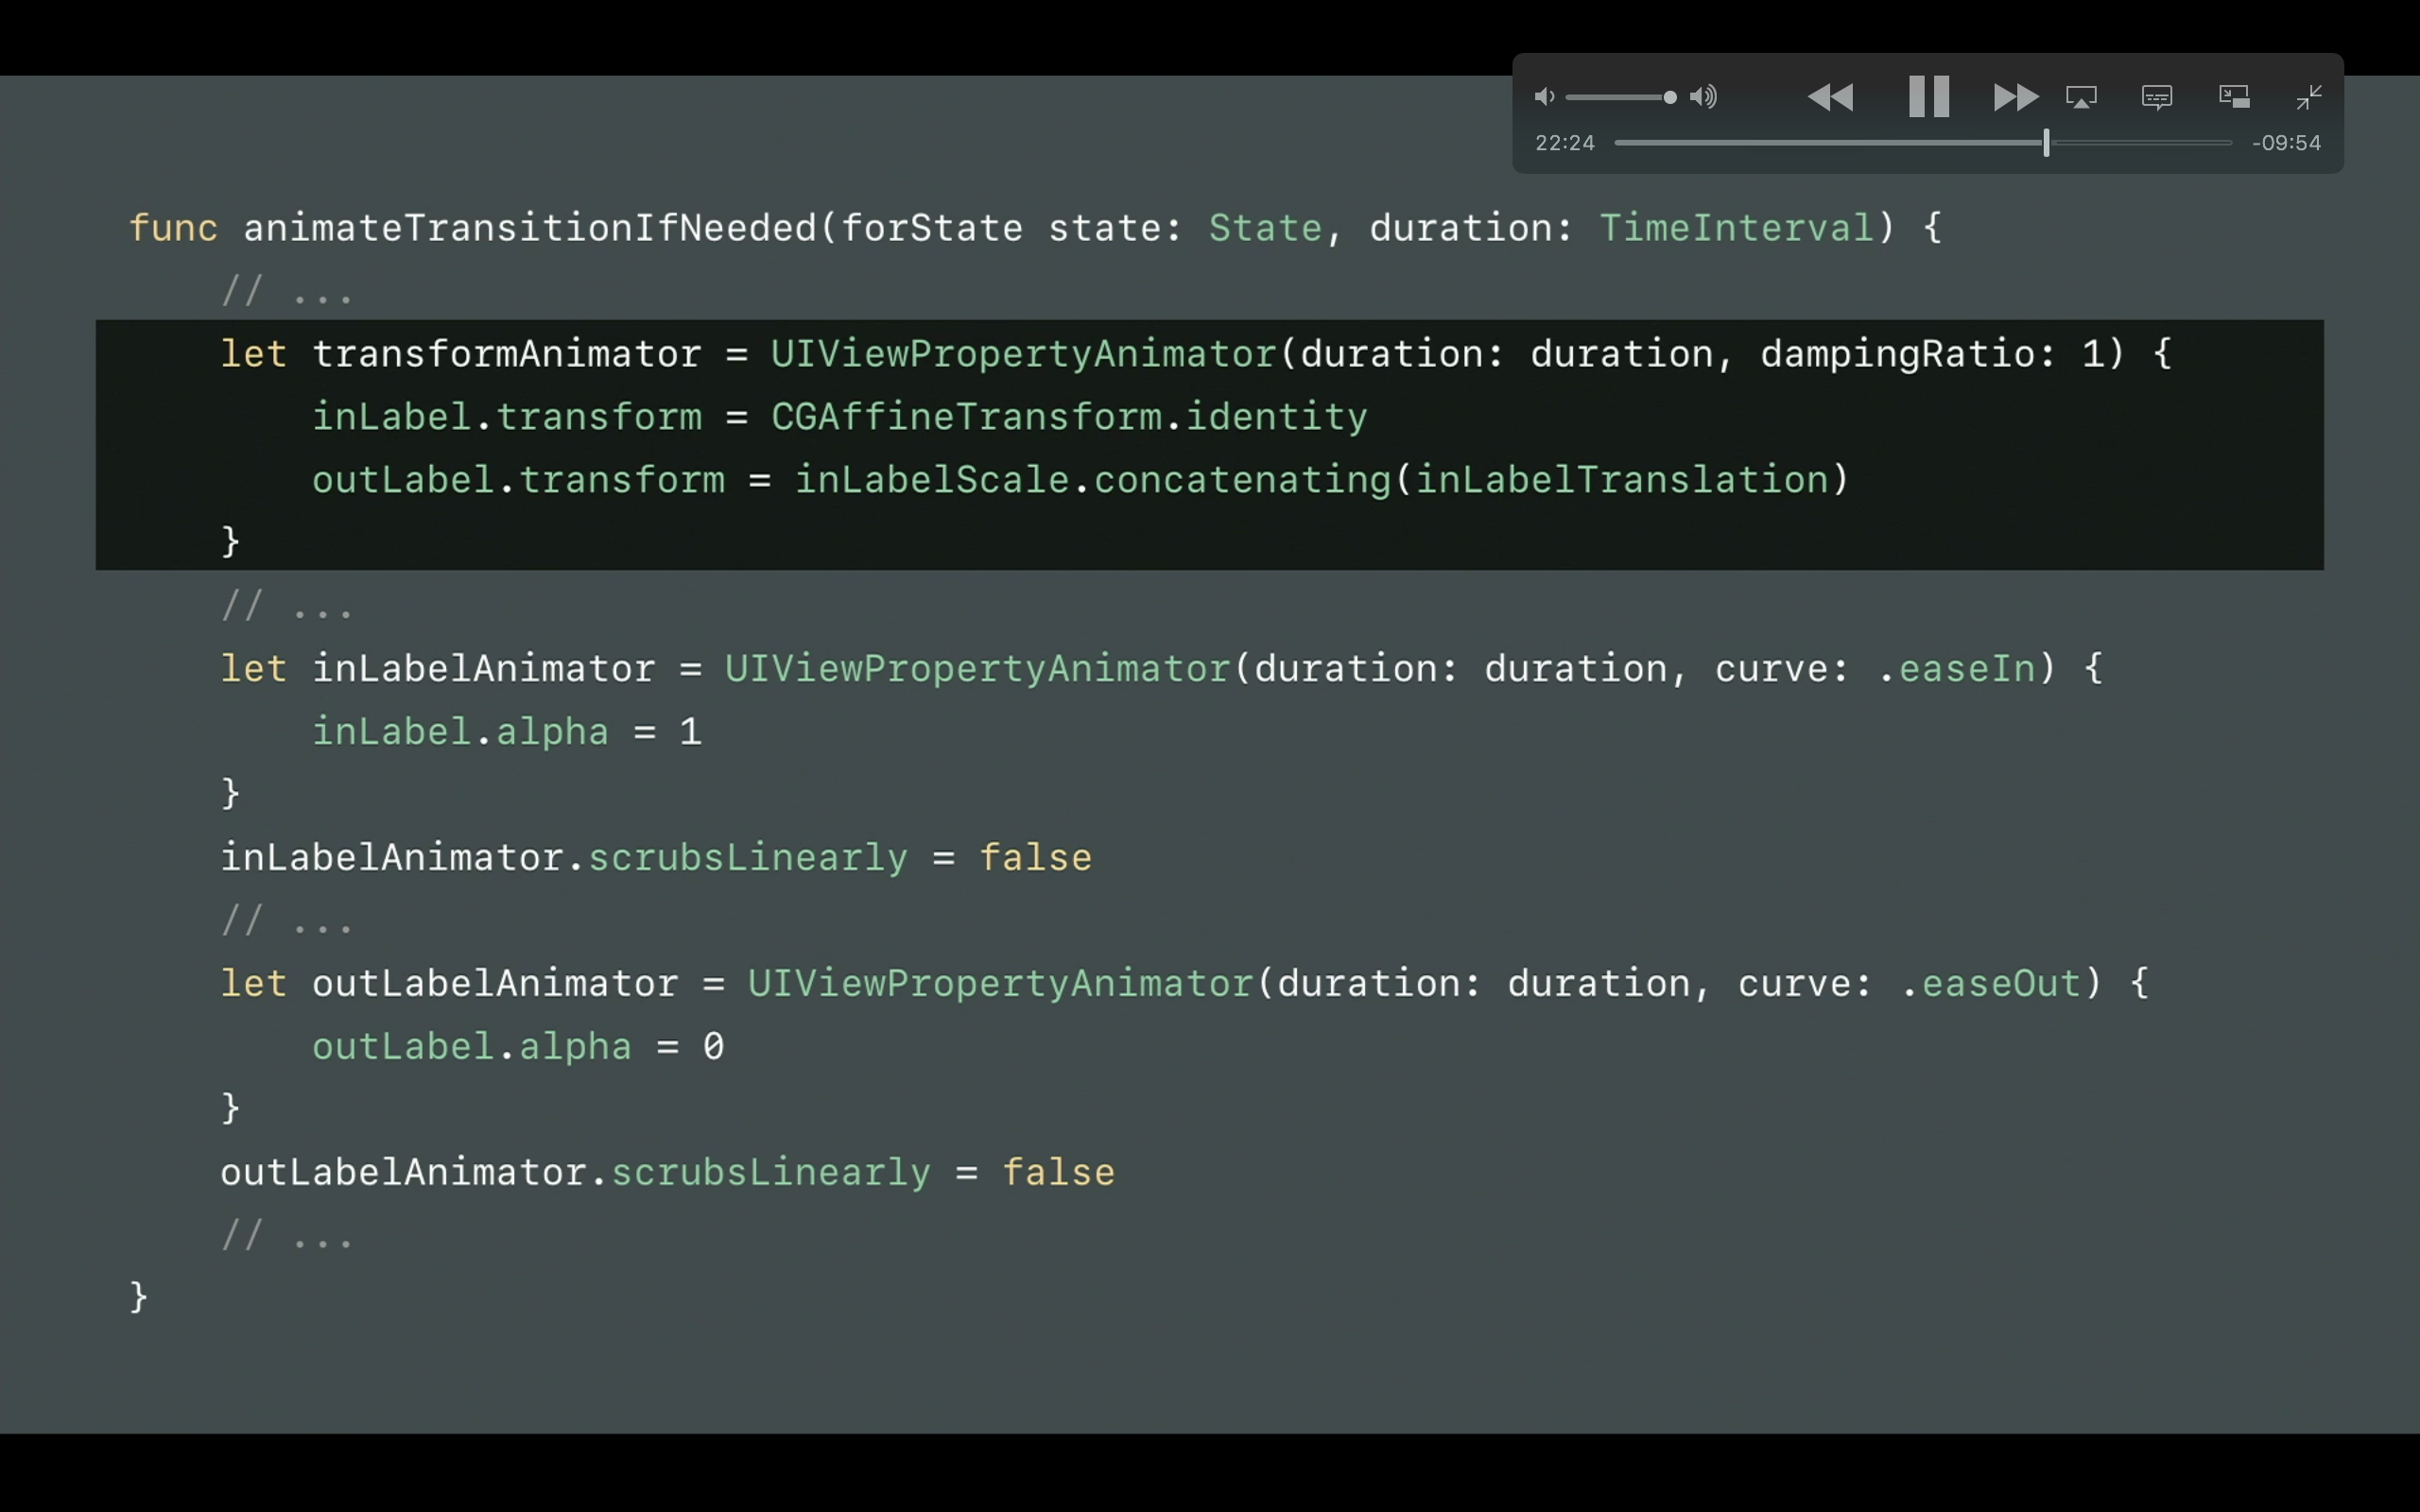 22:24 -09:54
func animateTransitionIfNeeded(forState state: State, duration: TimeInterval) {
// ...
let transformAnimator = UIViewPropertyAnimator(duration: duration, dampingRatio: 1) {
inLabel.transform = CGAffineTransform.identity
outLabel.transform = inLabelScale.concatenating(inLabelTranslation)
}
// ...
let inLabelAnimator = UIViewPropertyAnimator(duration: duration, curve: .easeIn) {
inLabel.alpha = 1
}
inLabelAnimator.scrubsLinearly = false
// ...
let outLabelAnimator = UIViewPropertyAnimator(duration: duration, curve: .easeOut) {
outLabel.alpha = 0
}
outLabelAnimator.scrubsLinearly = false
// ...
}